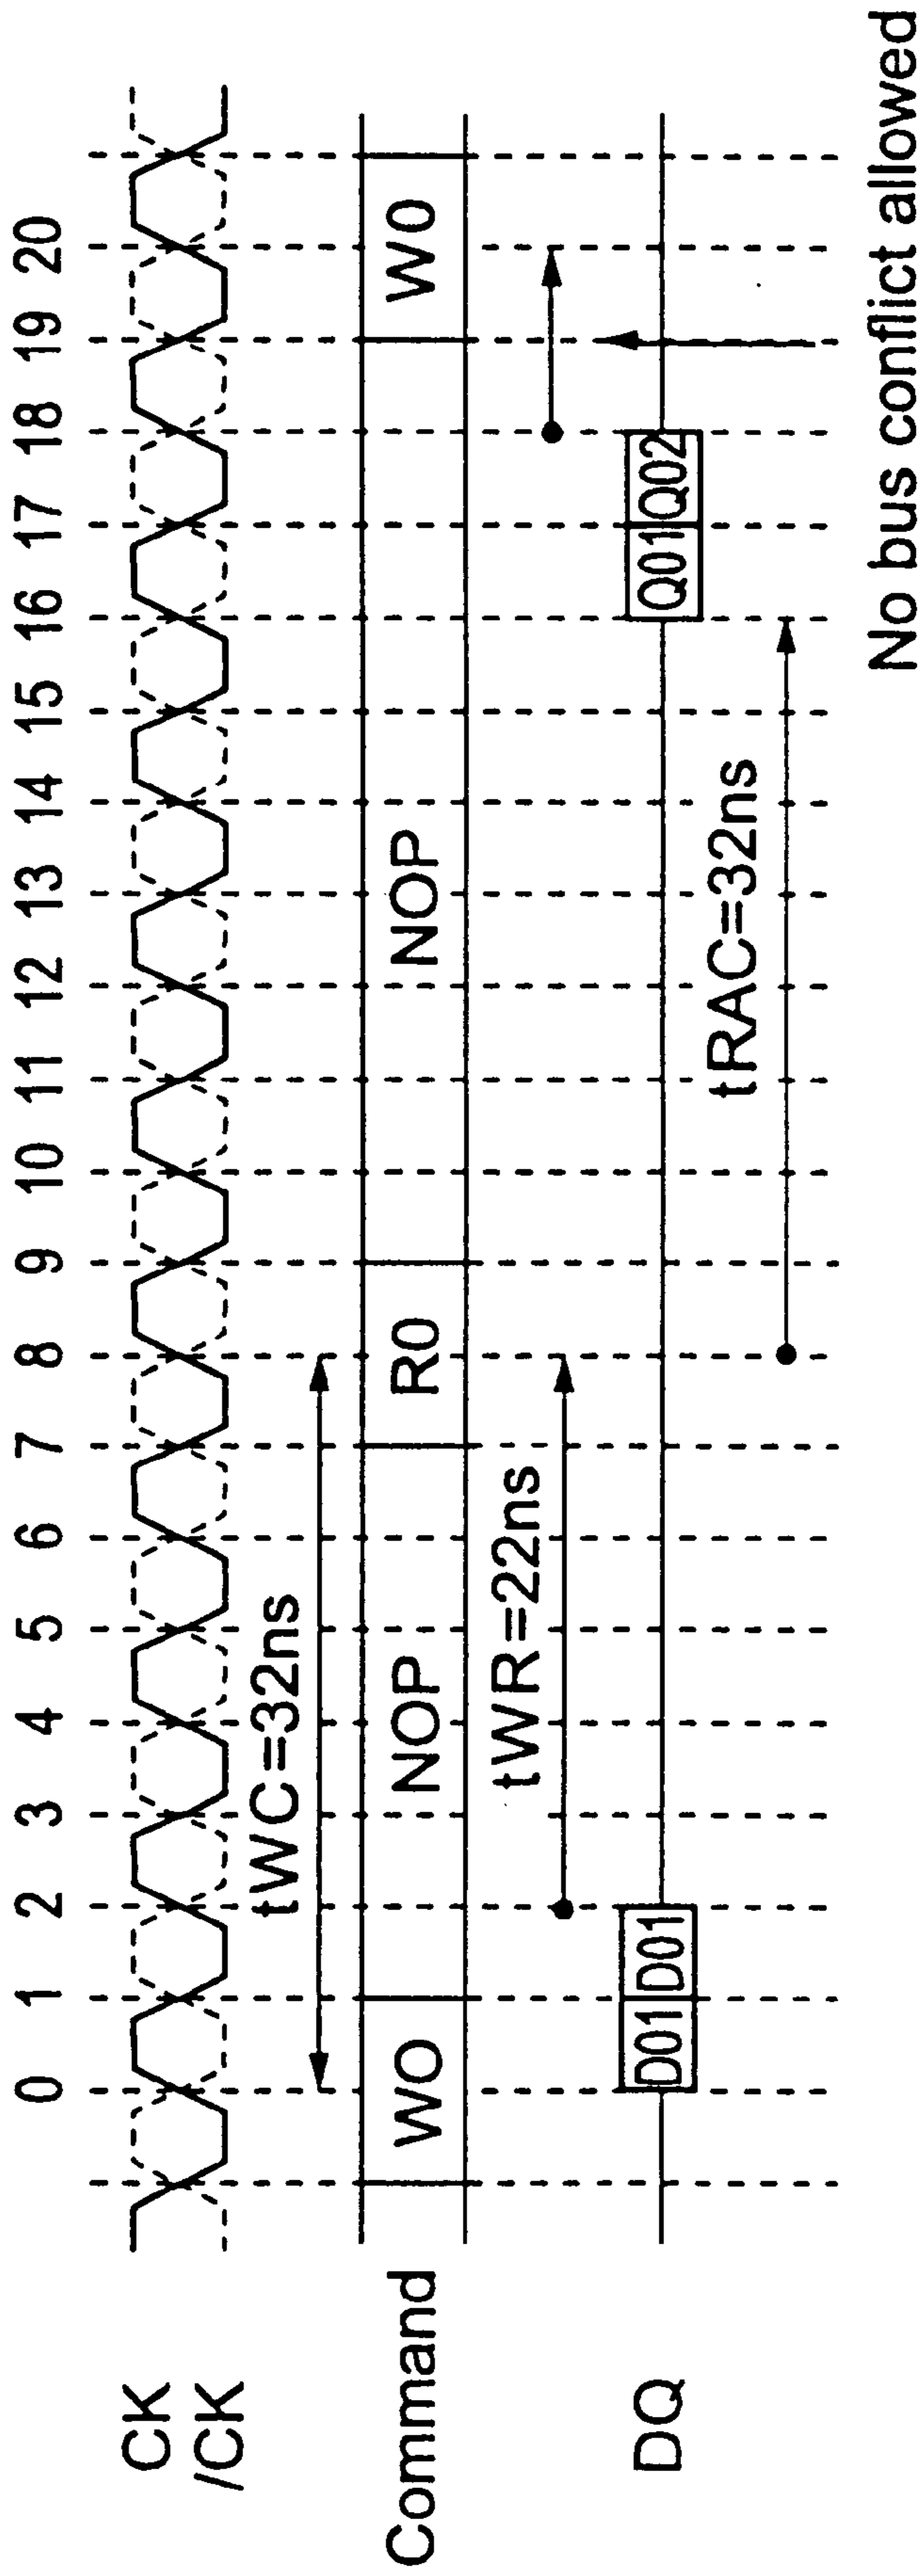 0 1 2 3 4 5 6 7 8 9 10 11 12 13 14 15 16 17 18 19 20
CK
/CK
tWC=32ns
Command
WO NOP R0 NOP W0
tWR=22ns
DQ
D01 D01 Q01 Q02
tRAC=32ns
No bus conflict allowed